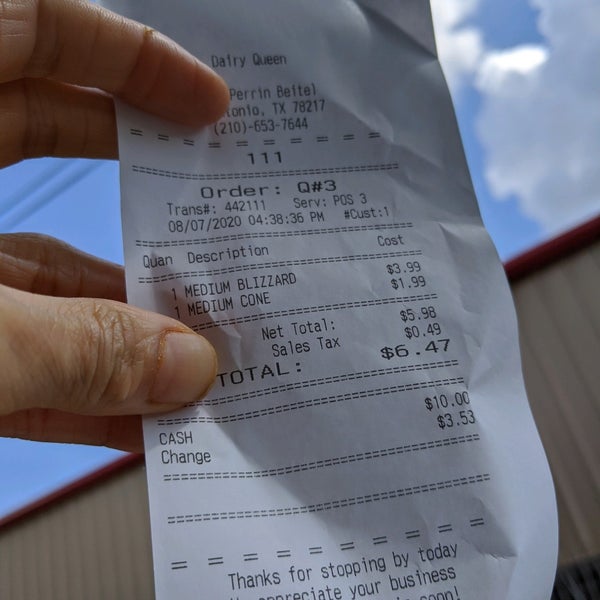 Dairy Queen
Perrin Beitel
tonio, TX 78217
(210)-653-7644
= = = = = = = = = =
111
Order: Q#3
Trans#: 442111 Serv: POS 3
08/07/2020 04:38:36 PM #Cust:1
Quan Description Cost
1 MEDIUM BLIZZARD $3.99
1 MEDIUM CONE $1.99
Net Total: $5.98
Sales Tax $0.49
TOTAL: $6.47
CASH $10.00
Change $3.53
= = = = = = = = = =
Thanks for stopping by today
appreciate your business
soon!